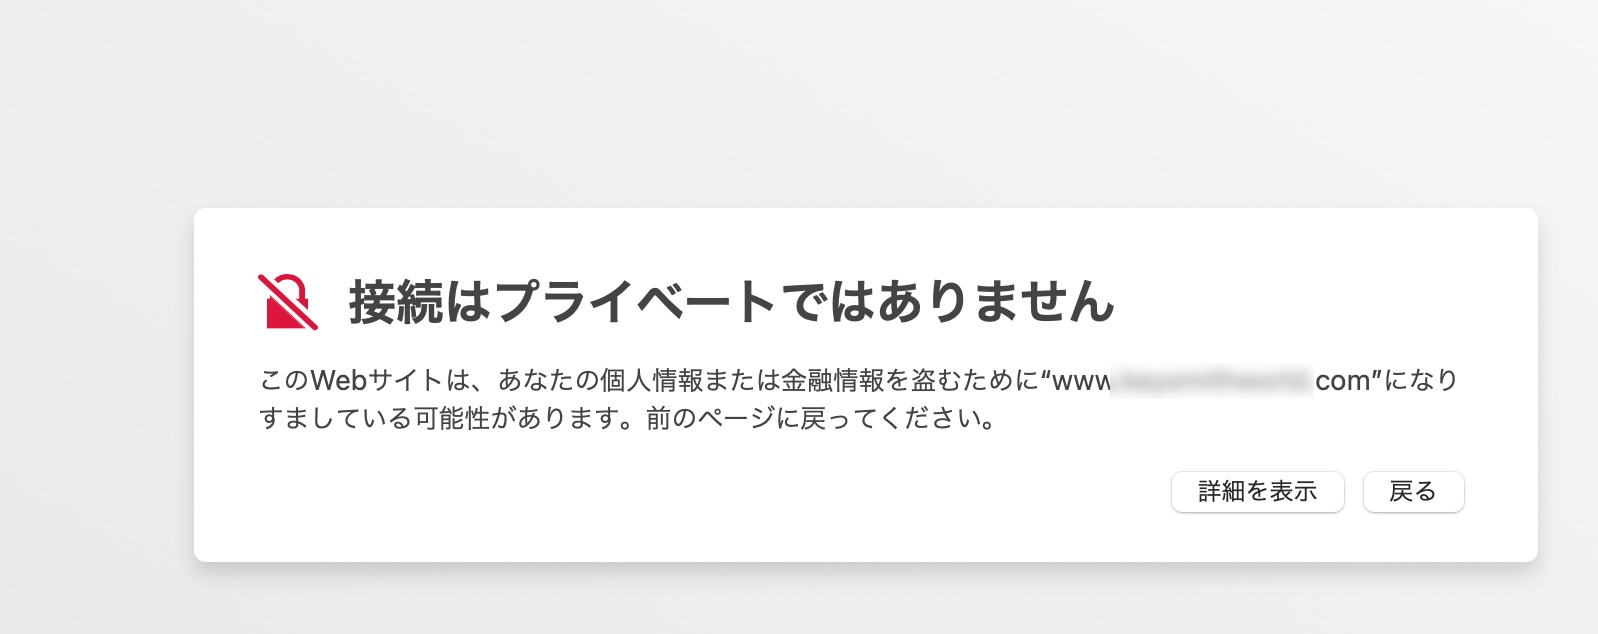 接続はプライベートではありません
このWebサイトは、あなたの個人情報または金融情報を盗むために“www com”になり
すましている可能性があります。前のページに戻ってください。
詳細を表示 戻る